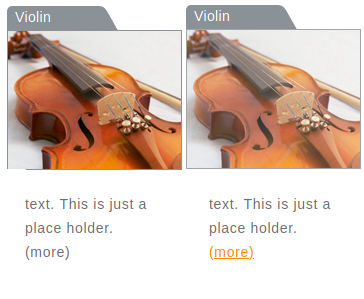 Violin
text. This is just a
place holder.
(more)
Violin
text. This is just a
place holder.
(more)